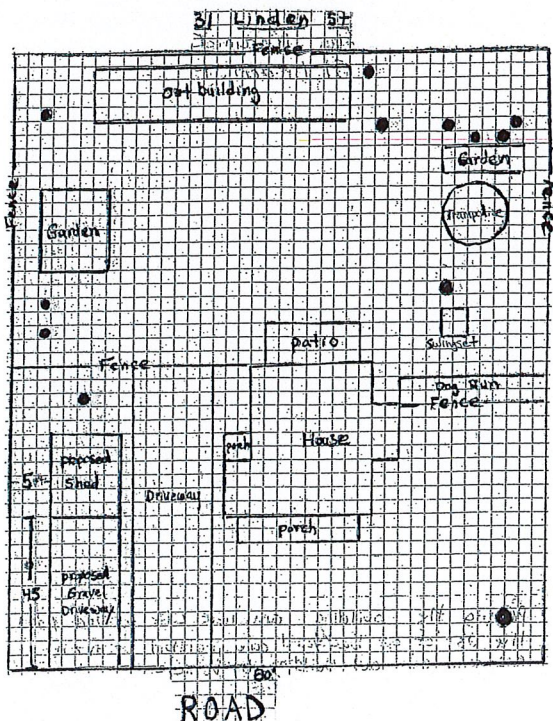 31 Linden St
Fense
Out building
Garden
Fence
Fence
Trampoline
Garden
Swingset
patio
Fence
Dog Run
Fence
House
porch
proposed
Shed
5ft
Driveway
porch
proposed
Gravel
Driveway
45
80'
ROAD